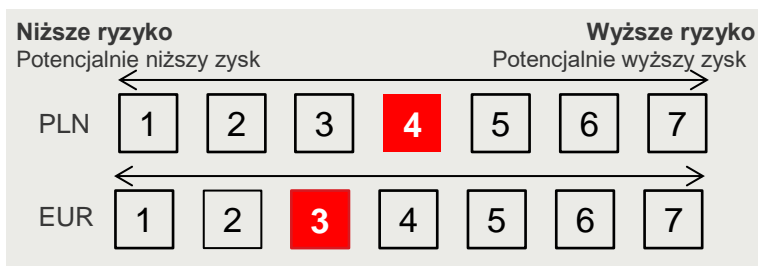 Niższe ryzyko Wyższe ryzyko
Potencjalnie niższy zysk Potencjalnie wyższy zysk
PLN 1 2 3 4 5 6 7
EUR 1 2 3 4 5 6 7